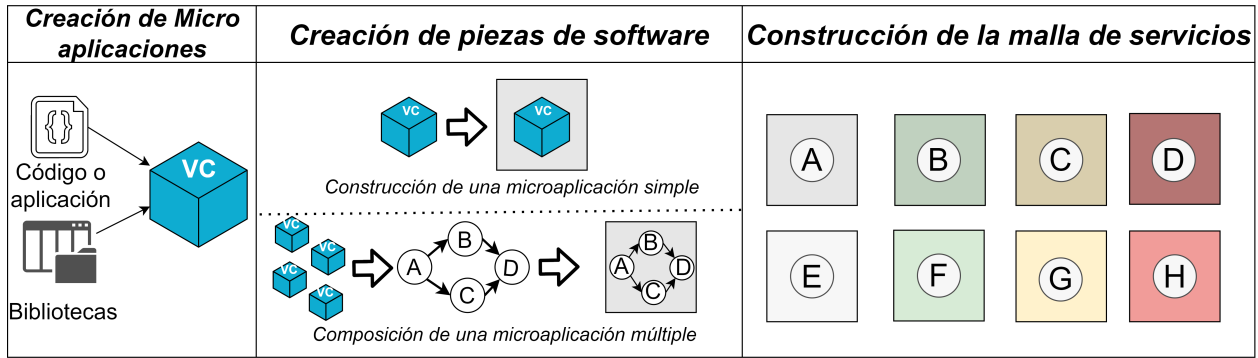 Creación de Micro
aplicaciones
Creación de piezas de software
Construcción de la malla de servicios
{}
Código o
aplicación
VC
Bibliotecas
VC
VC
Construcción de una microaplicación simple
VC
VC
VC
VC
A
B
C
D
A
B
C
D
Composición de una microaplicación múltiple
A
B
C
D
E
F
G
H